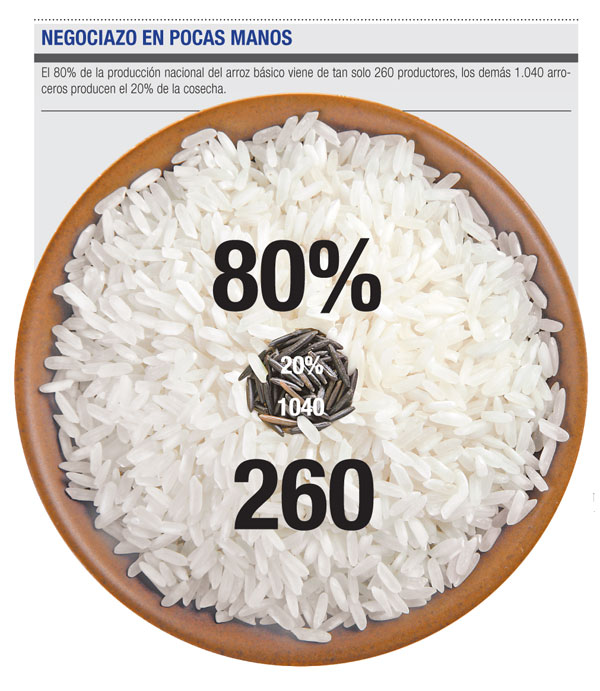 NEGOCIAZO EN POCAS MANOS
El 80% de la producción nacional del arroz básico viene de tan solo 260 productores, los demás 1.040 arro-
ceros producen el 20% de la cosecha.
80%
20%
1040
260